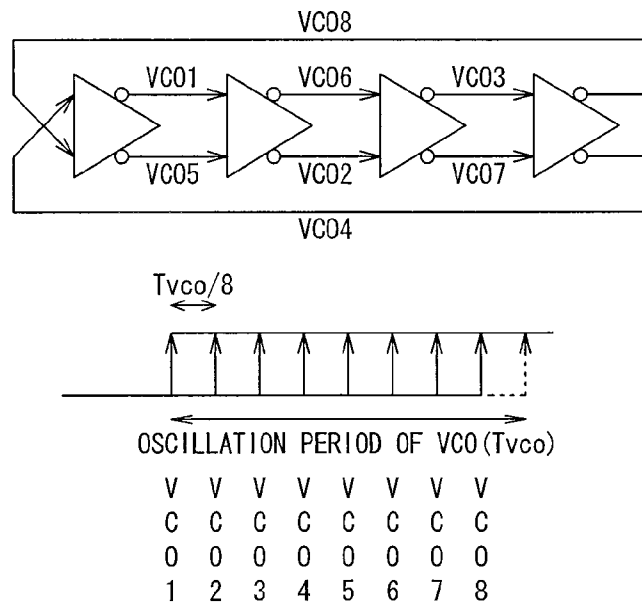 VCO8
VCO1 VCO6 VCO3
VCO5 VCO2 VCO7
VCO4
Tvco/8
OSCILLATION PERIOD OF VCO(Tvco)
V V V V V V V V
C C C C C C C C
O O O O O O O O
1 2 3 4 5 6 7 8